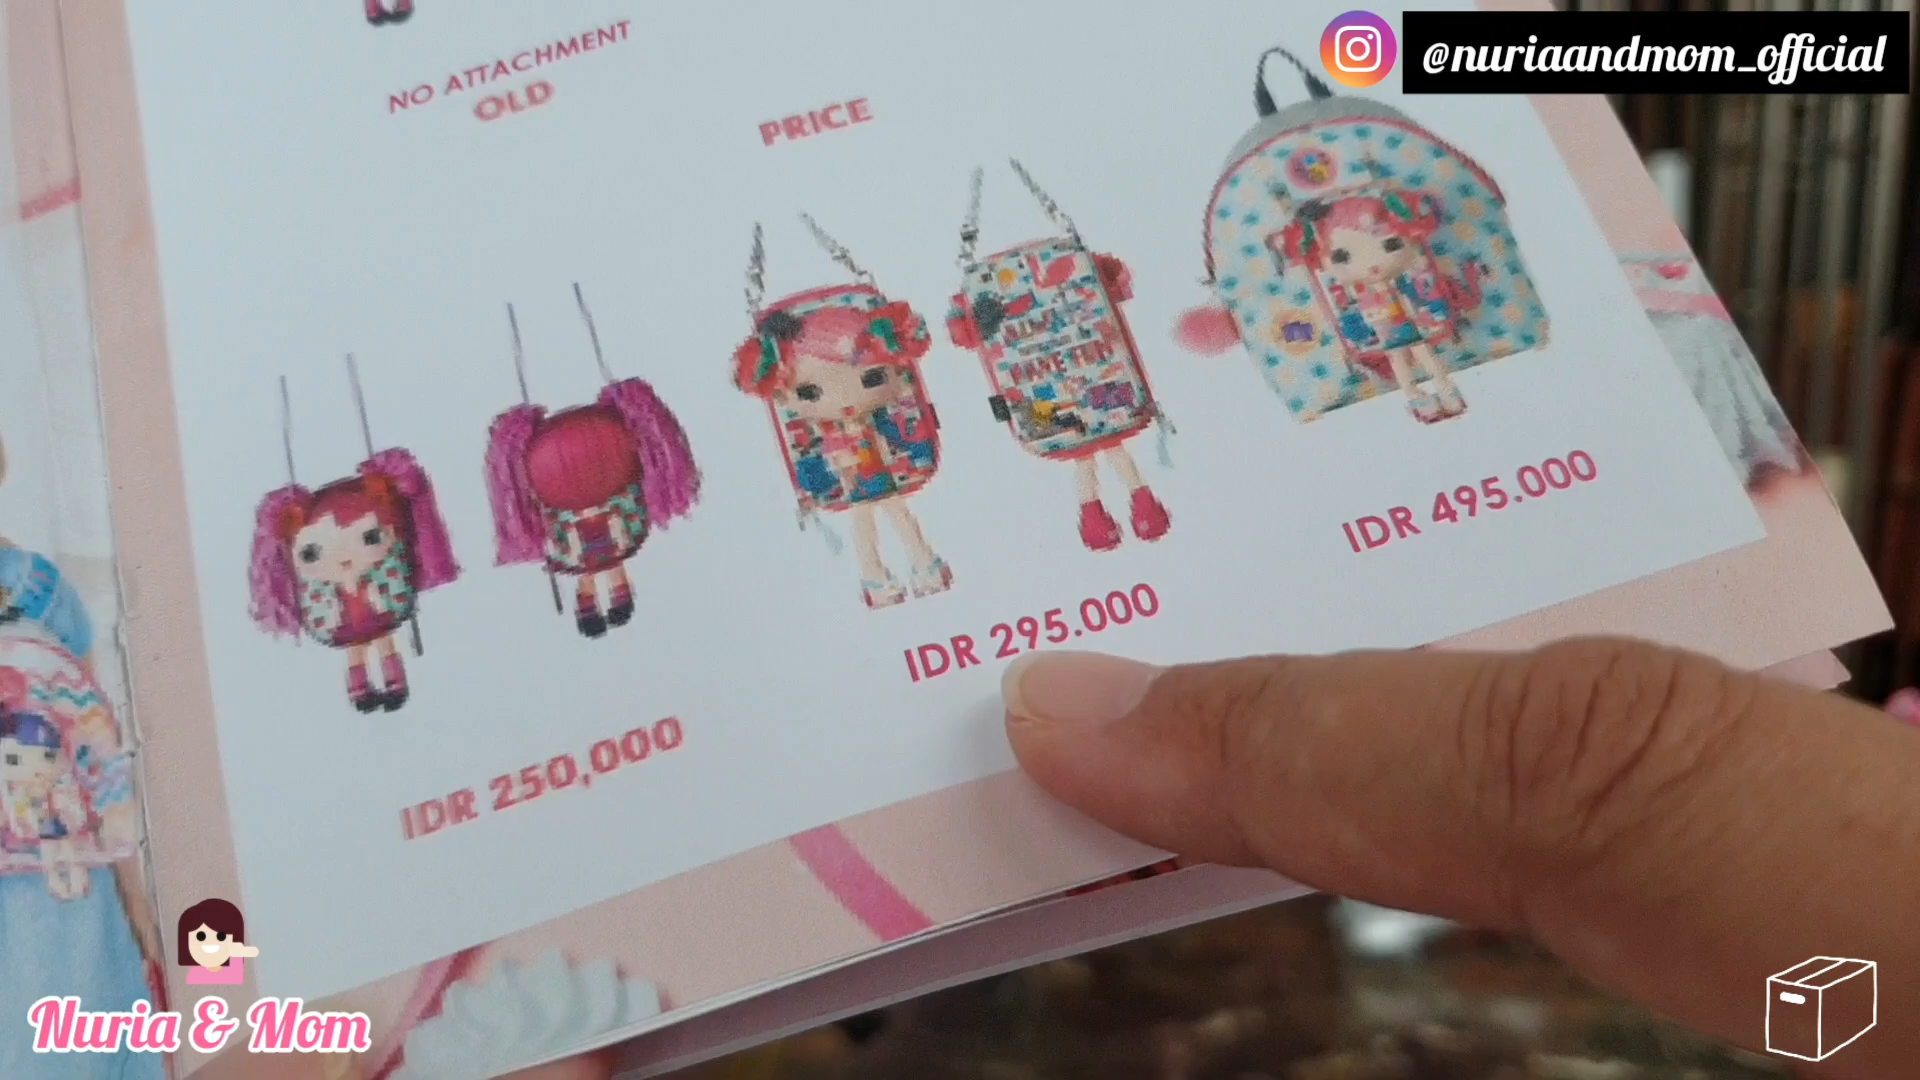 @nuriaandmom_official
NO ATTACHMENT
OLD
PRICE
IDR 250,000
IDR 295.000
IDR 495.000
Nuria & Mom